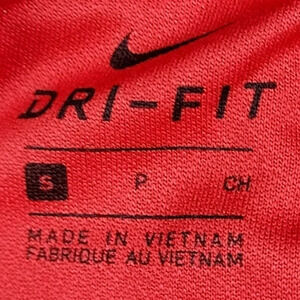 DRI-FIT
S P CH
MADE IN VIETNAM
FABRIQUE AU VIETNAM